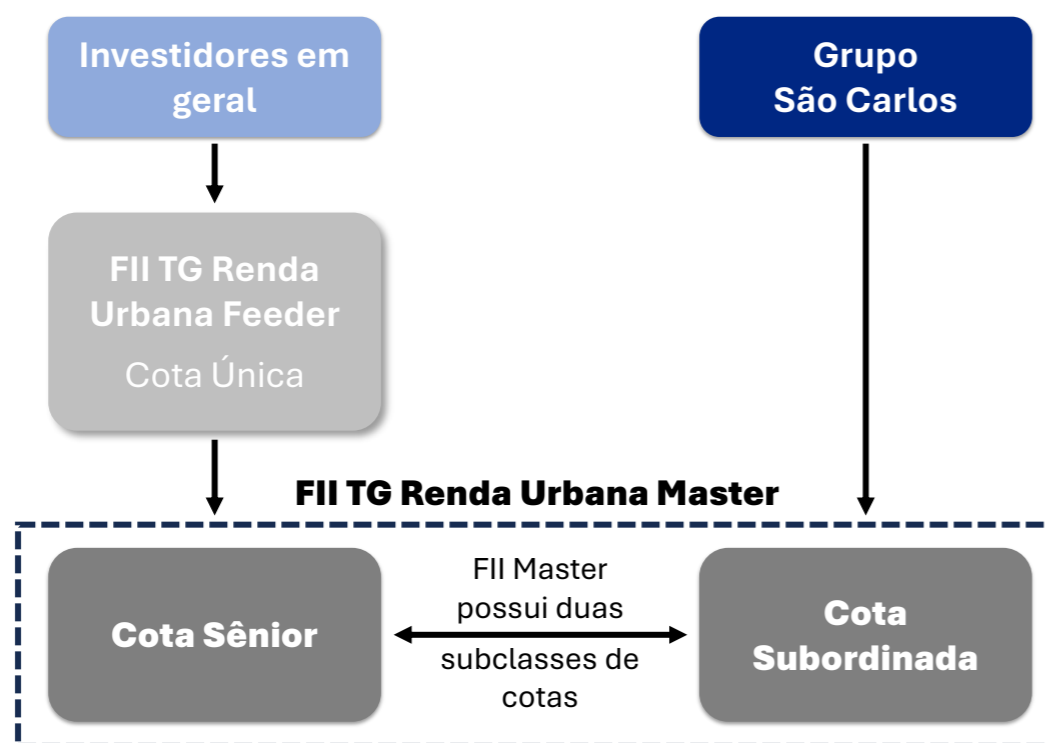 Investidores em
geral
Grupo
São Carlos
FII TG Renda
Urbana Feeder
Cota Única
FII TG Renda Urbana Master
Cota Sênior
FII Master
possui duas
subclasses de
cotas
Cota
Subordinada